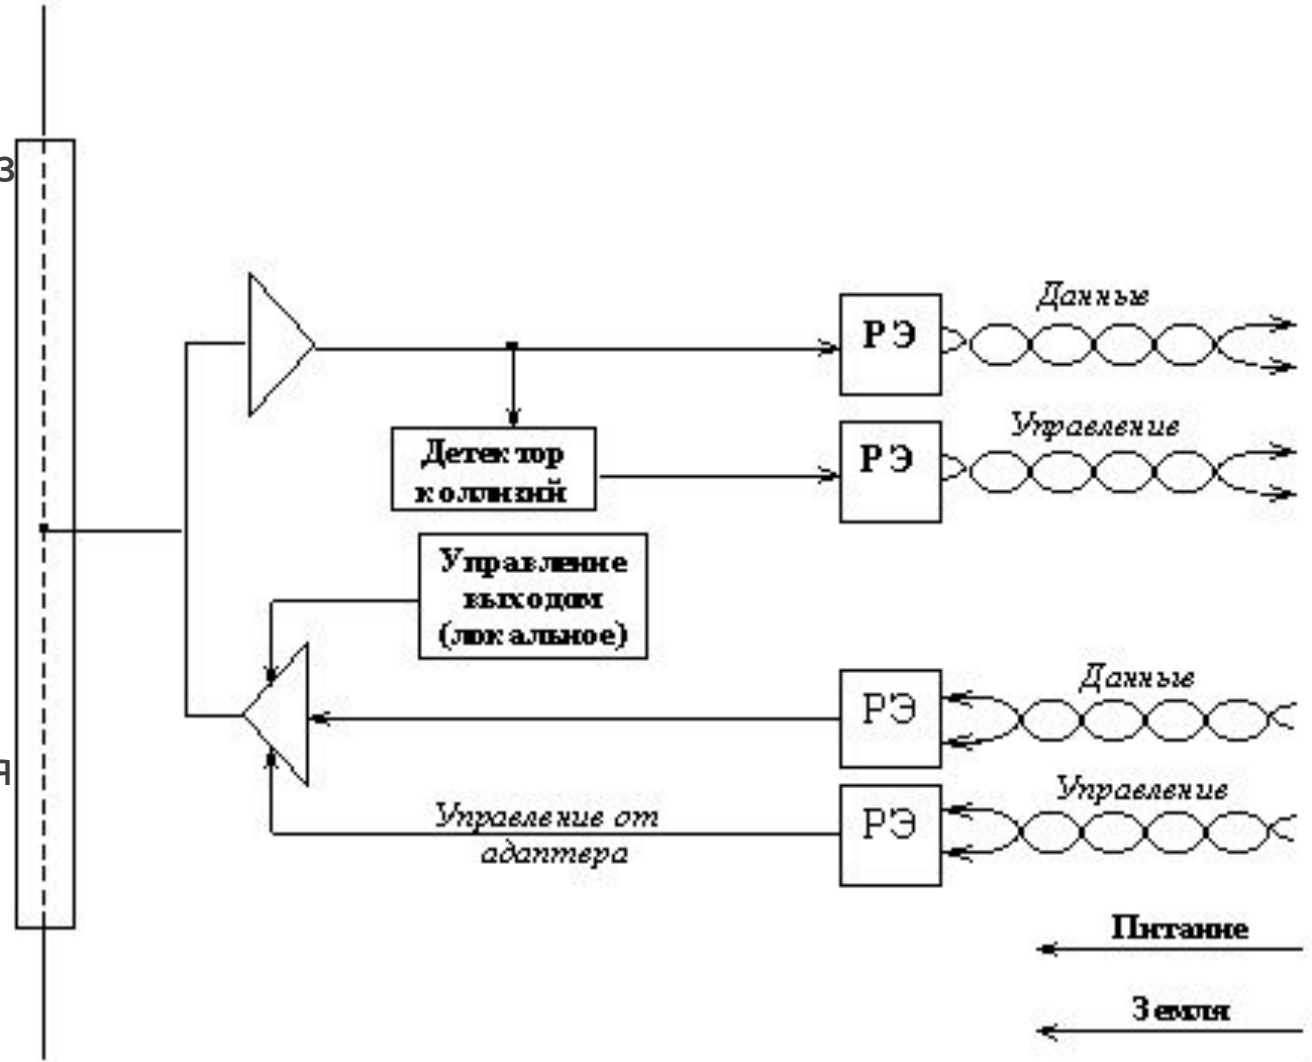 з
Данные
РЭ
Управление
РЭ
Детектор
коллизий
Управление
выходом
(локальное)
Данные
РЭ
я
Управление
РЭ
Управление от
адаптера
Питание
Земля